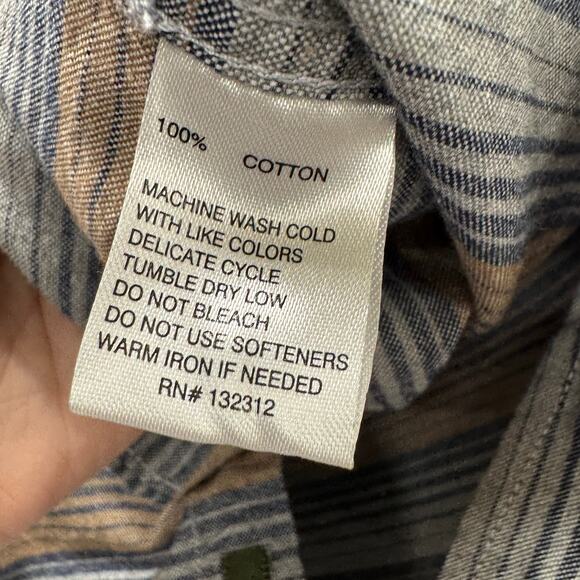 100% COTTON
MACHINE WASH COLD
WITH LIKE COLORS
DELICATE CYCLE
TUMBLE DRY LOW
DO NOT BLEACH
DO NOT USE SOFTENERS
WARM IRON IF NEEDED
RN# 132312